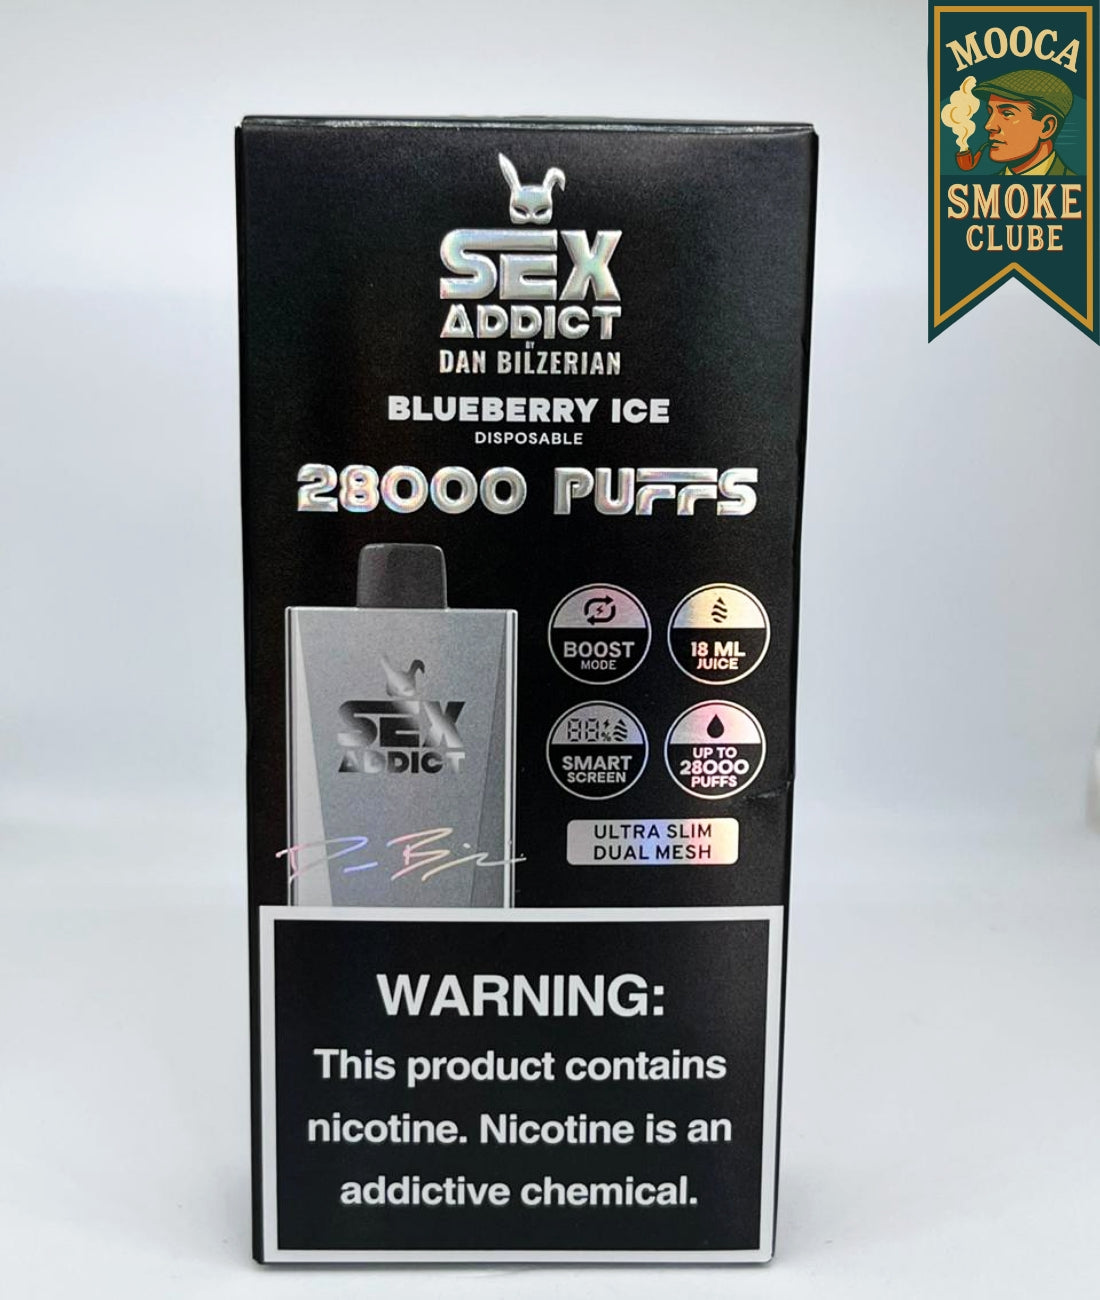 MOOCA
SMOKE
CLUBE
SEX
ADDICT
BY
DAN BILZERIAN
BLUEBERRY ICE
DISPOSABLE
28000 PUFFS
BOOST
MODE
18 ML
JUICE
SMART
SCREEN
UP TO
28000
PUFFS
ULTRA SLIM
DUAL MESH
SEX
ADDICT
WARNING:
This product contains
nicotine. Nicotine is an
addictive chemical.